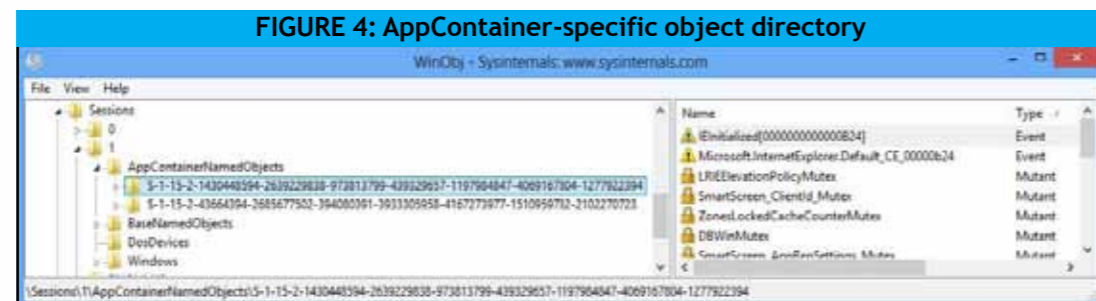 FIGURE 4: AppContainer-specific object directory
WinObj - Sysinternals: www.sysinternals.com
File View Help
Sessions
0
1
AppContainerNamedObjects
S-1-15-2-1430448594-2639229838-973813799-439329657-1197984847-4069167804-1277922394
S-1-15-2-43664394-2685677502-394080391-3933305958-4167273977-1510959732-2102270723
BaseNamedObjects
DosDevices
Windows
Name Type
IEInitialized[0000000000000B24] Event
Microsoft.InternetExplorer.Default_CE_00000b24 Event
LRIEElevationPolicyMutex Mutant
SmartScreen_ClientId_Mutex Mutant
ZonesLockedCacheCounterMutex Mutant
DBWinMutex Mutant
SmartScreen_AppRepSettings_Mutex Mutant
\Sessions\1\AppContainerNamedObjects\S-1-15-2-1430448594-2639229838-973813799-439329657-1197984847-4069167804-1277922394